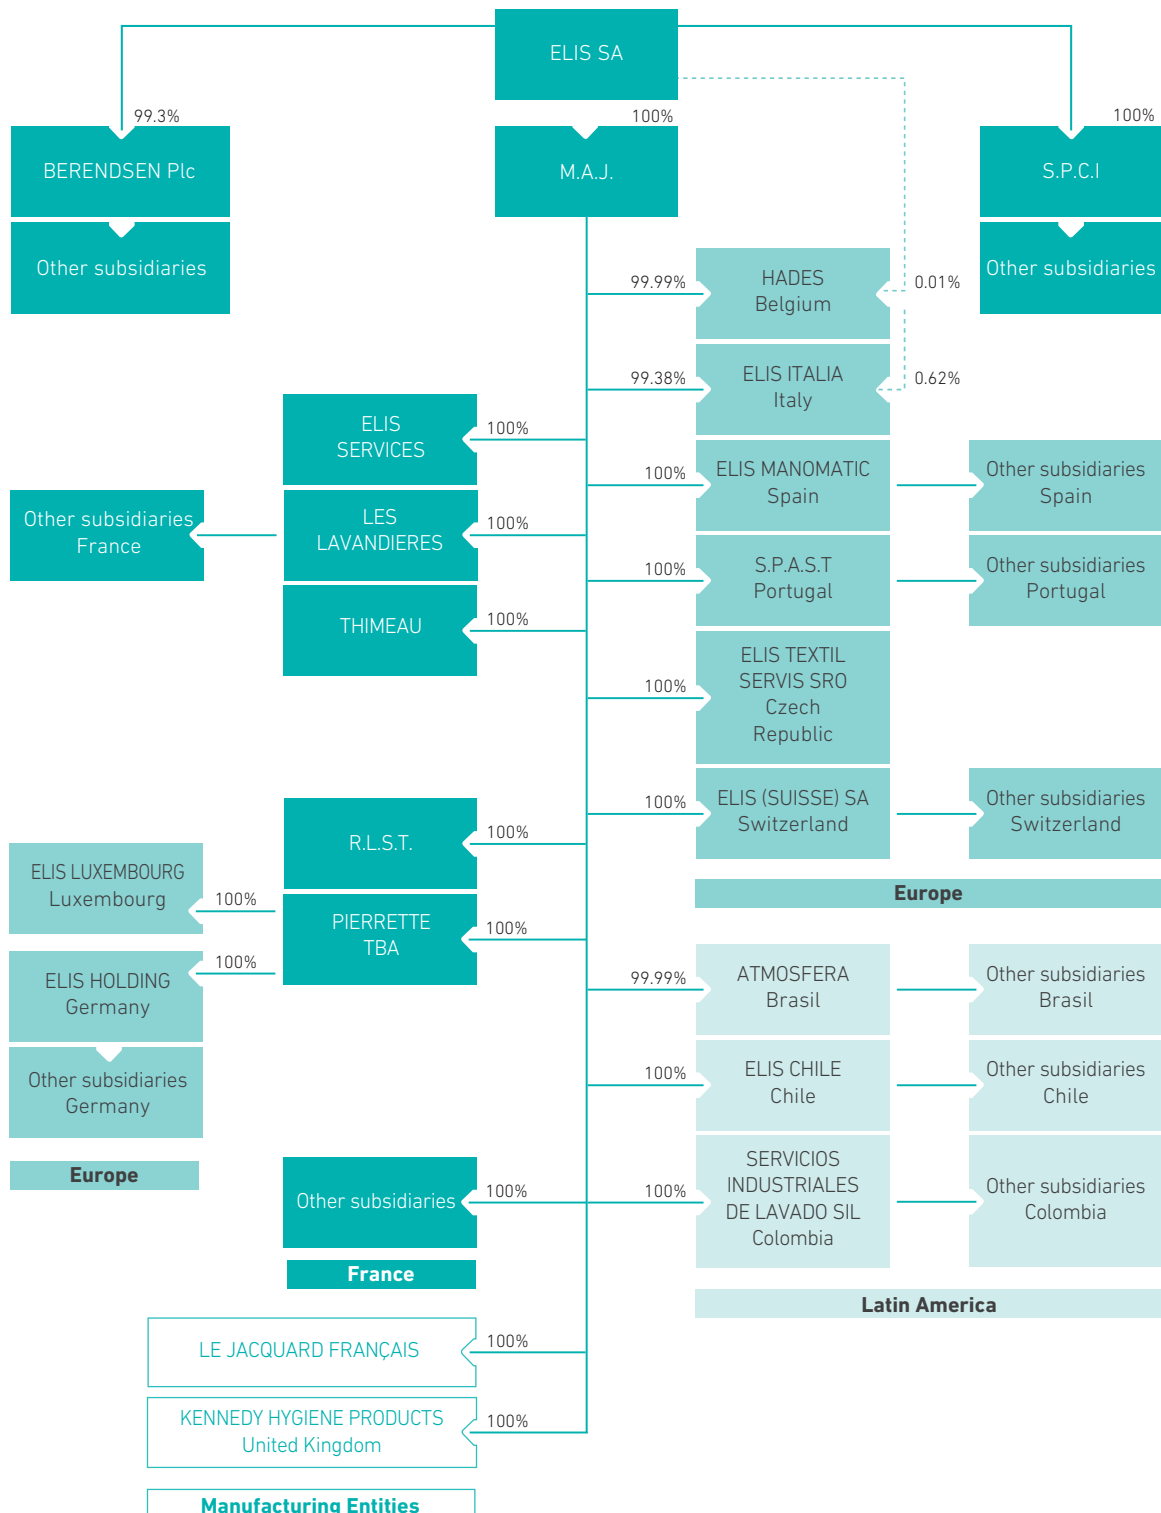 ELIS SA
99.3%
100%
100%
BERENDSEN Plc
M.A.J.
S.P.C.I
Other subsidiaries
Other subsidiaries
99.99%
HADES
Belgium
0.01%
99.38%
ELIS ITALIA
Italy
0.62%
ELIS
SERVICES
100%
100%
ELIS MANOMATIC
Spain
Other subsidiaries
Spain
Other subsidiaries
France
LES
LAVANDIERES
100%
100%
S.P.A.S.T
Portugal
Other subsidiaries
Portugal
THIMEAU
100%
100%
ELIS TEXTIL
SERVIS SRO
Czech
Republic
100%
ELIS (SUISSE) SA
Switzerland
Other subsidiaries
Switzerland
R.L.S.T.
100%
Europe
ELIS LUXEMBOURG
Luxembourg
100%
PIERRETTE
TBA
100%
ELIS HOLDING
Germany
100%
99.99%
ATMOSFERA
Brasil
Other subsidiaries
Brasil
Other subsidiaries
Germany
100%
ELIS CHILE
Chile
Other subsidiaries
Chile
Europe
Other subsidiaries
100%
100%
SERVICIOS
INDUSTRIALES
DE LAVADO SIL
Colombia
Other subsidiaries
Colombia
France
Latin America
LE JACQUARD FRANÇAIS
100%
KENNEDY HYGIENE PRODUCTS
United Kingdom
100%
Manufacturing Entities